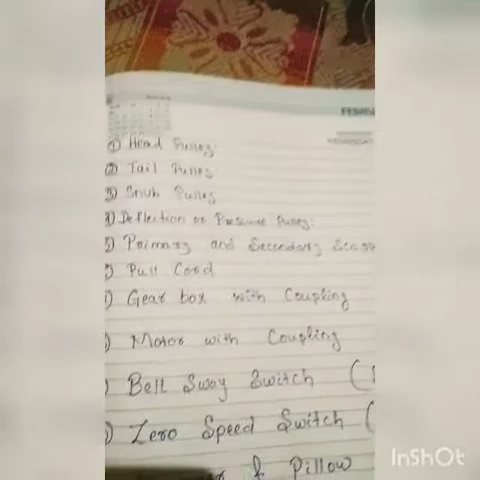 FEBRUA
① Head Pulley.
② Tail Pulley
③ Snub Pulley
④ Deflection or Pressure Pulley.
⑤ Primary and Secondary
) Pull Cord
) Gear box with Coupling
) Motor with Coupling
) Belt Sway Switch (
) Zero Speed Switch (
& Pillow
InShOt